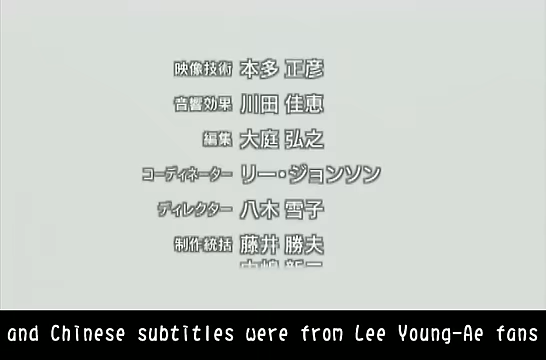 映像技術 本多 正彦
音響効果 川田 佳恵
編集 大庭 弘之
コーディネーター リー・ジョンソン
ディレクター 八木 雪子
制作統括 藤井 勝夫
and Chinese subtitles were from Lee Young-Ae fans